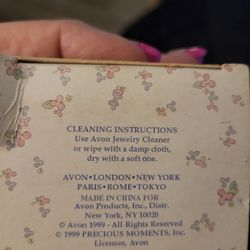 CLEANING INSTRUCTIONS
Use Avon Jewelry Cleaner
or wipe with a damp cloth,
dry with a soft one.
AVON•LONDON•NEW YORK
PARIS•ROME•TOKYO
MADE IN CHINA FOR
Avon Products, Inc., Distr.
New York, NY 10020
© Avon 1999 - All Rights Reserved
© 1999 PRECIOUS MOMENTS, Inc.
Licensee, Avon